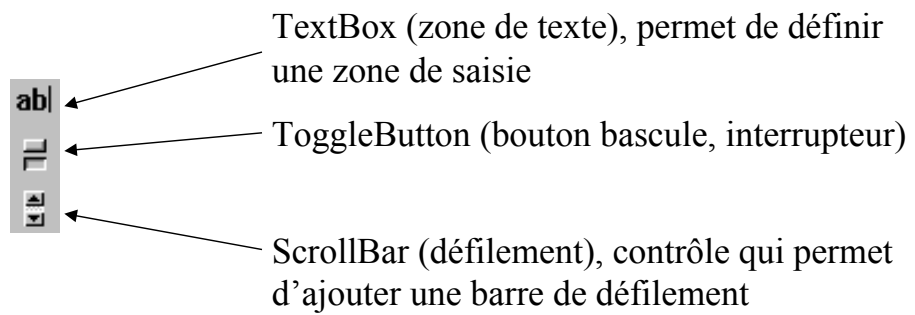 TextBox (zone de texte), permet de définir
une zone de saisie
ab|
ToggleButton (bouton bascule, interrupteur)
ScrollBar (défilement), contrôle qui permet
d’ajouter une barre de défilement